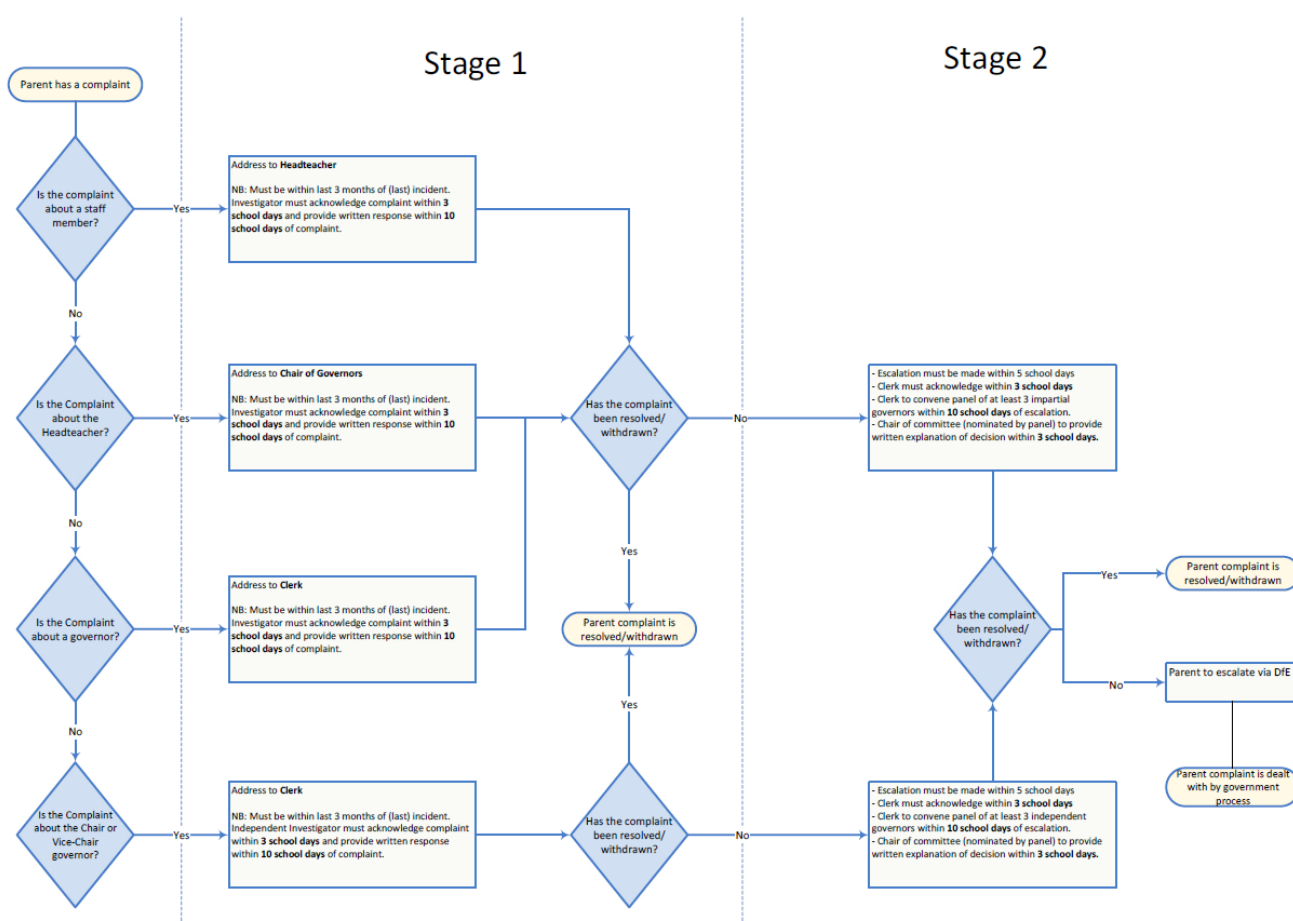 Stage 1
Stage 2
Parent has a complaint
Is the complaint
about a staff
member?
Yes
Address to Headteacher
NB: Must be within last 3 months of (last) incident.
Investigator must acknowledge complaint within 3
school days and provide written response within 10
school days of complaint.
No
Is the Complaint
about the
Headteacher?
Yes
Address to Chair of Governors
NB: Must be within last 3 months of (last) incident.
Investigator must acknowledge complaint within 3
school days and provide written response within 10
school days of complaint.
Has the complaint
been resolved/
withdrawn?
No
- Escalation must be made within 5 school days
- Clerk must acknowledge within 3 school days
- Clerk to convene panel of at least 3 impartial
governors within 10 school days of escalation.
- Chair of committee (nominated by panel) to provide
written explanation of decision within 3 school days.
No
Yes
Is the Complaint
about a governor?
Yes
Address to Clerk
NB: Must be within last 3 months of (last) incident.
Investigator must acknowledge complaint within 3
school days and provide written response within 10
school days of complaint.
Parent complaint is
resolved/withdrawn
Has the complaint
been resolved/
withdrawn?
Yes
Parent complaint is
resolved/withdrawn
No
Parent to escalate via DfE
Parent complaint is dealt
with by government
process
No
Yes
Is the Complaint
about the Chair or
Vice-Chair
governor?
Yes
Address to Clerk
NB: Must be within last 3 months of (last) incident.
Independent Investigator must acknowledge complaint
within 3 school days and provide written response
within 10 school days of complaint.
Has the complaint
been resolved/
withdrawn?
No
- Escalation must be made within 5 school days
- Clerk must acknowledge within 3 school days
- Clerk to convene panel of at least 3 independent
governors within 10 school days of escalation.
- Chair of committee (nominated by panel) to provide
written explanation of decision within 3 school days.